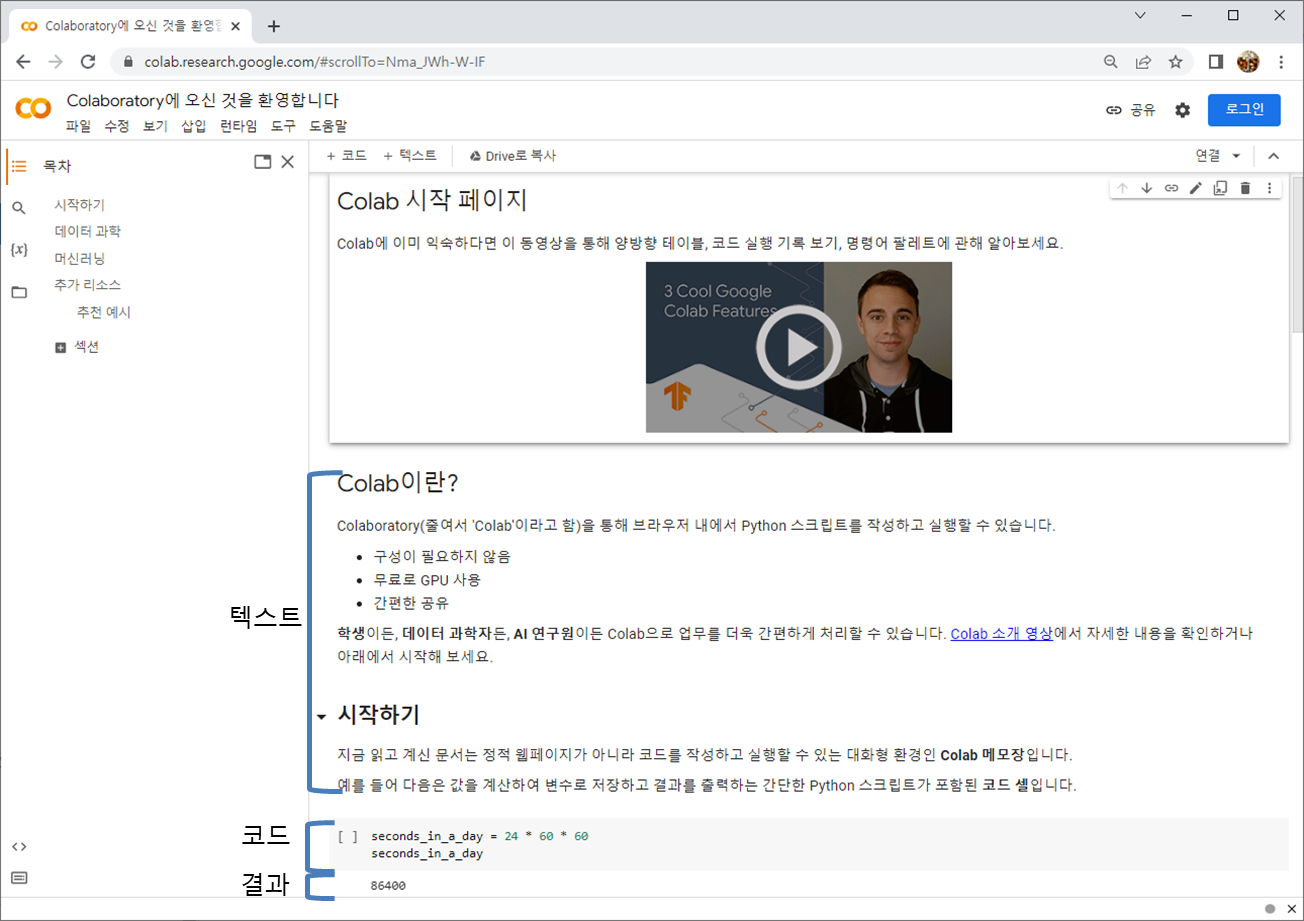 Colaboratory에 오신 것을 환영합
colab.research.google.com/#scrollTo=Nma_JWh-W-IF
Colaboratory에 오신 것을 환영합니다
파일 수정 보기 삽입 런타임 도구 도움말
공유
로그인
목차
시작하기
데이터 과학
머신러닝
추가 리소스
추천 예시
섹션
+ 코드 + 텍스트 Drive로 복사
연결
Colab 시작 페이지
Colab에 이미 익숙하다면 이 동영상을 통해 양방향 테이블, 코드 실행 기록 보기, 명령어 팔레트에 관해 알아보세요.
3 Cool Google
Colab Features
텍스트
Colab이란?
Colaboratory(줄여서 'Colab'이라고 함)을 통해 브라우저 내에서 Python 스크립트를 작성하고 실행할 수 있습니다.
• 구성이 필요하지 않음
• 무료로 GPU 사용
• 간편한 공유
학생이든, 데이터 과학자든, AI 연구원이든 Colab으로 업무를 더욱 간편하게 처리할 수 있습니다. Colab 소개 영상에서 자세한 내용을 확인하거나
아래에서 시작해 보세요.
시작하기
지금 읽고 계신 문서는 정적 웹페이지가 아니라 코드를 작성하고 실행할 수 있는 대화형 환경인 Colab 메모장입니다.
예를 들어 다음은 값을 계산하여 변수로 저장하고 결과를 출력하는 간단한 Python 스크립트가 포함된 코드 셀입니다.
코드
[ ] seconds_in_a_day = 24 * 60 * 60
seconds_in_a_day
결과
86400